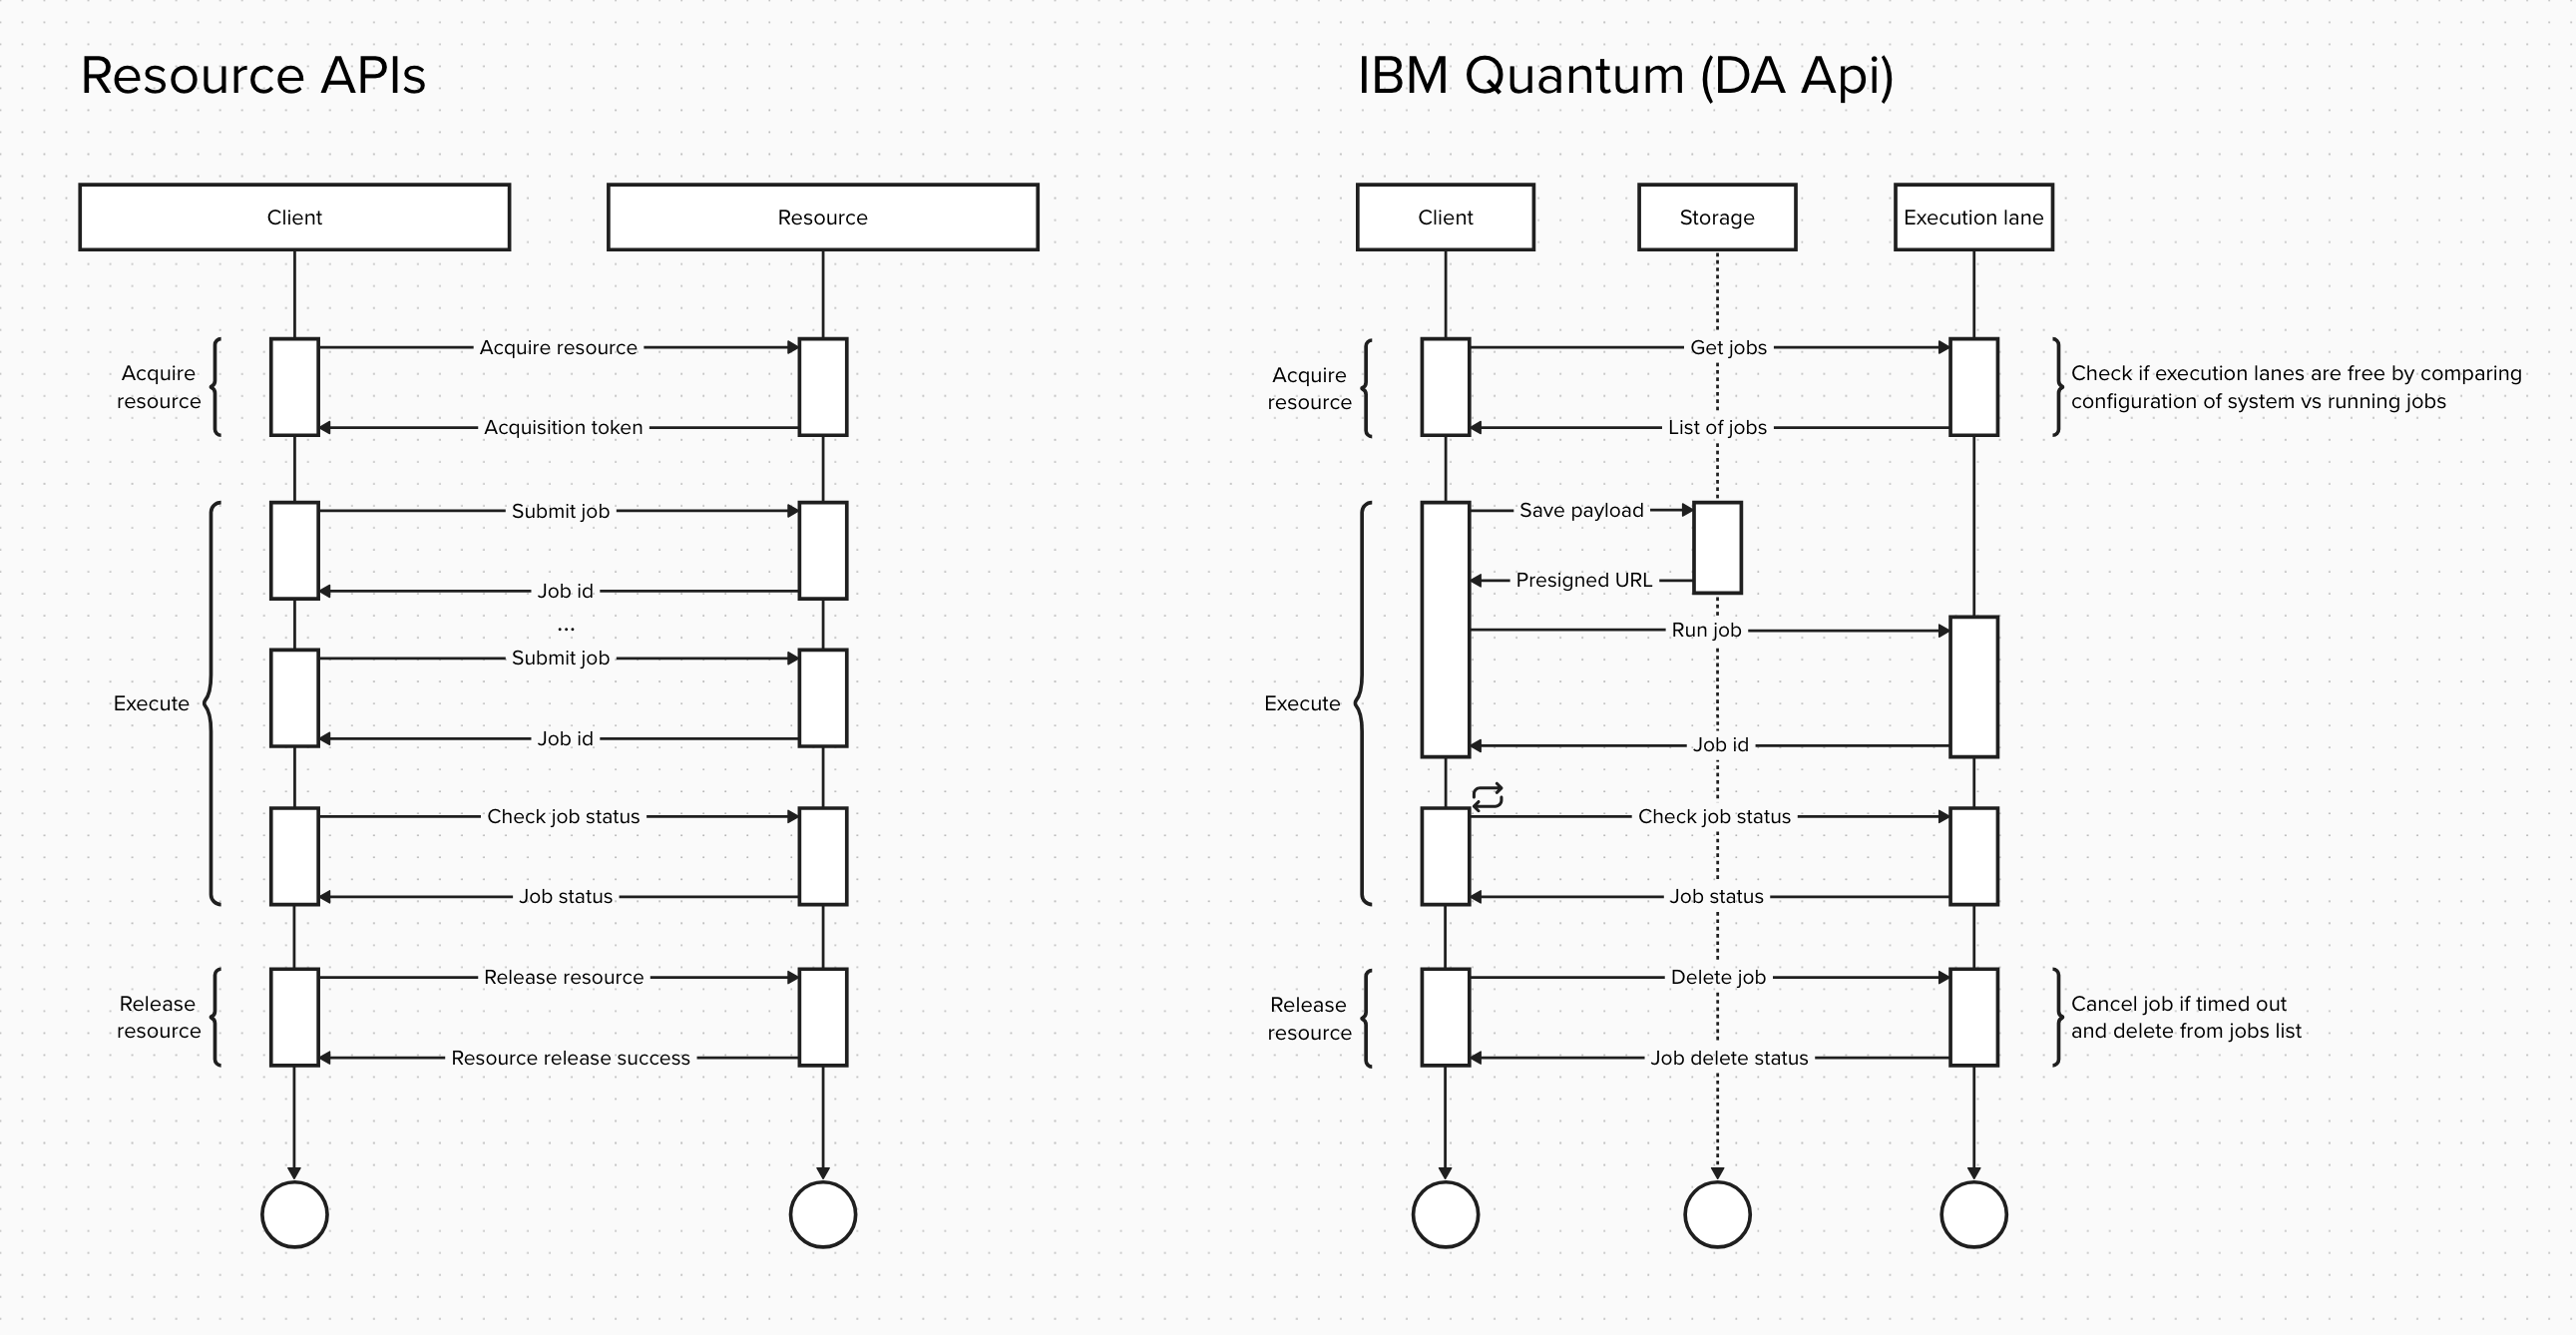 Resource APIs
Client
Resource
Acquire
resource
Acquire resource
Acquisition token
Execute
Submit job
Job id
...
Submit job
Job id
Check job status
Job status
Release
resource
Release resource
Resource release success
IBM Quantum (DA Api)
Client
Storage
Execution lane
Acquire
resource
Get jobs
List of jobs
Check if execution lanes are free by comparing
configuration of system vs running jobs
Execute
Save payload
Presigned URL
Run job
Job id
Check job status
Job status
Release
resource
Delete job
Job delete status
Cancel job if timed out
and delete from jobs list